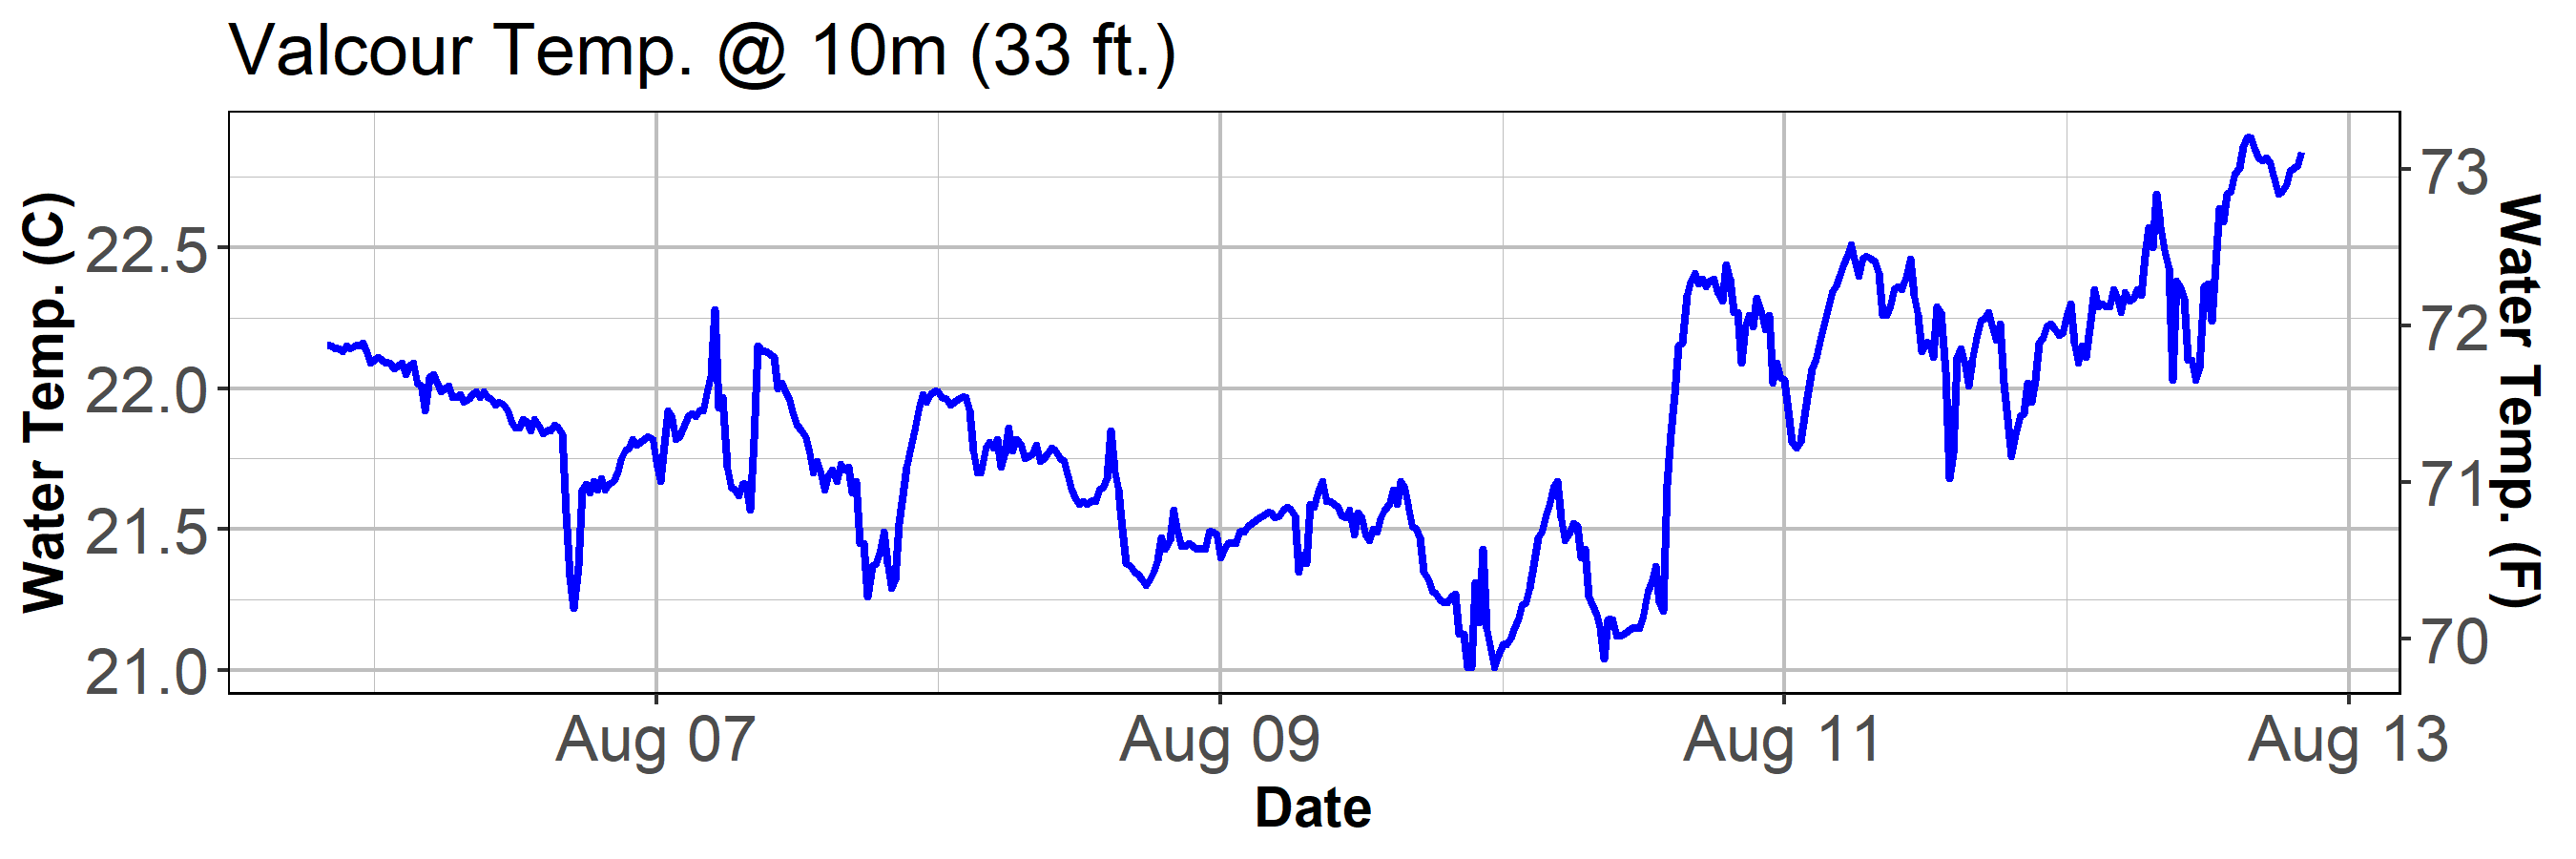 Valcour Temp. @ 10m (33 ft.)
Water Temp. (C)
22.5
22.0
21.5
21.0
73
72
71
70
Water Temp. (F)
Aug 07 Aug 09 Aug 11 Aug 13
Date